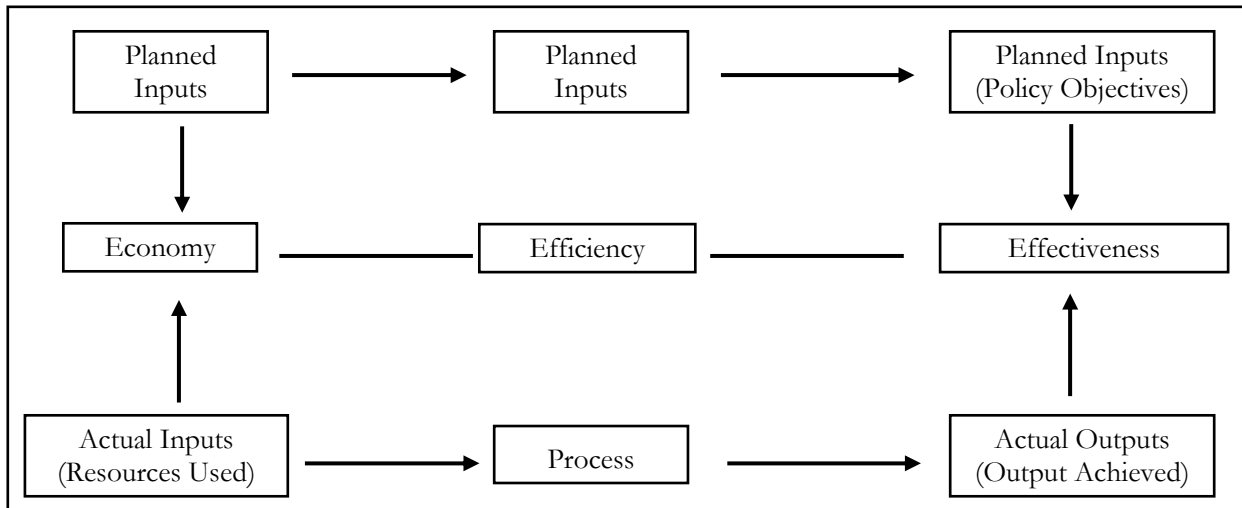 Planned
Inputs
Planned
Inputs
Planned Inputs
(Policy Objectives)
Economy
Efficiency
Effectiveness
Actual Inputs
(Resources Used)
Process
Actual Outputs
(Output Achieved)